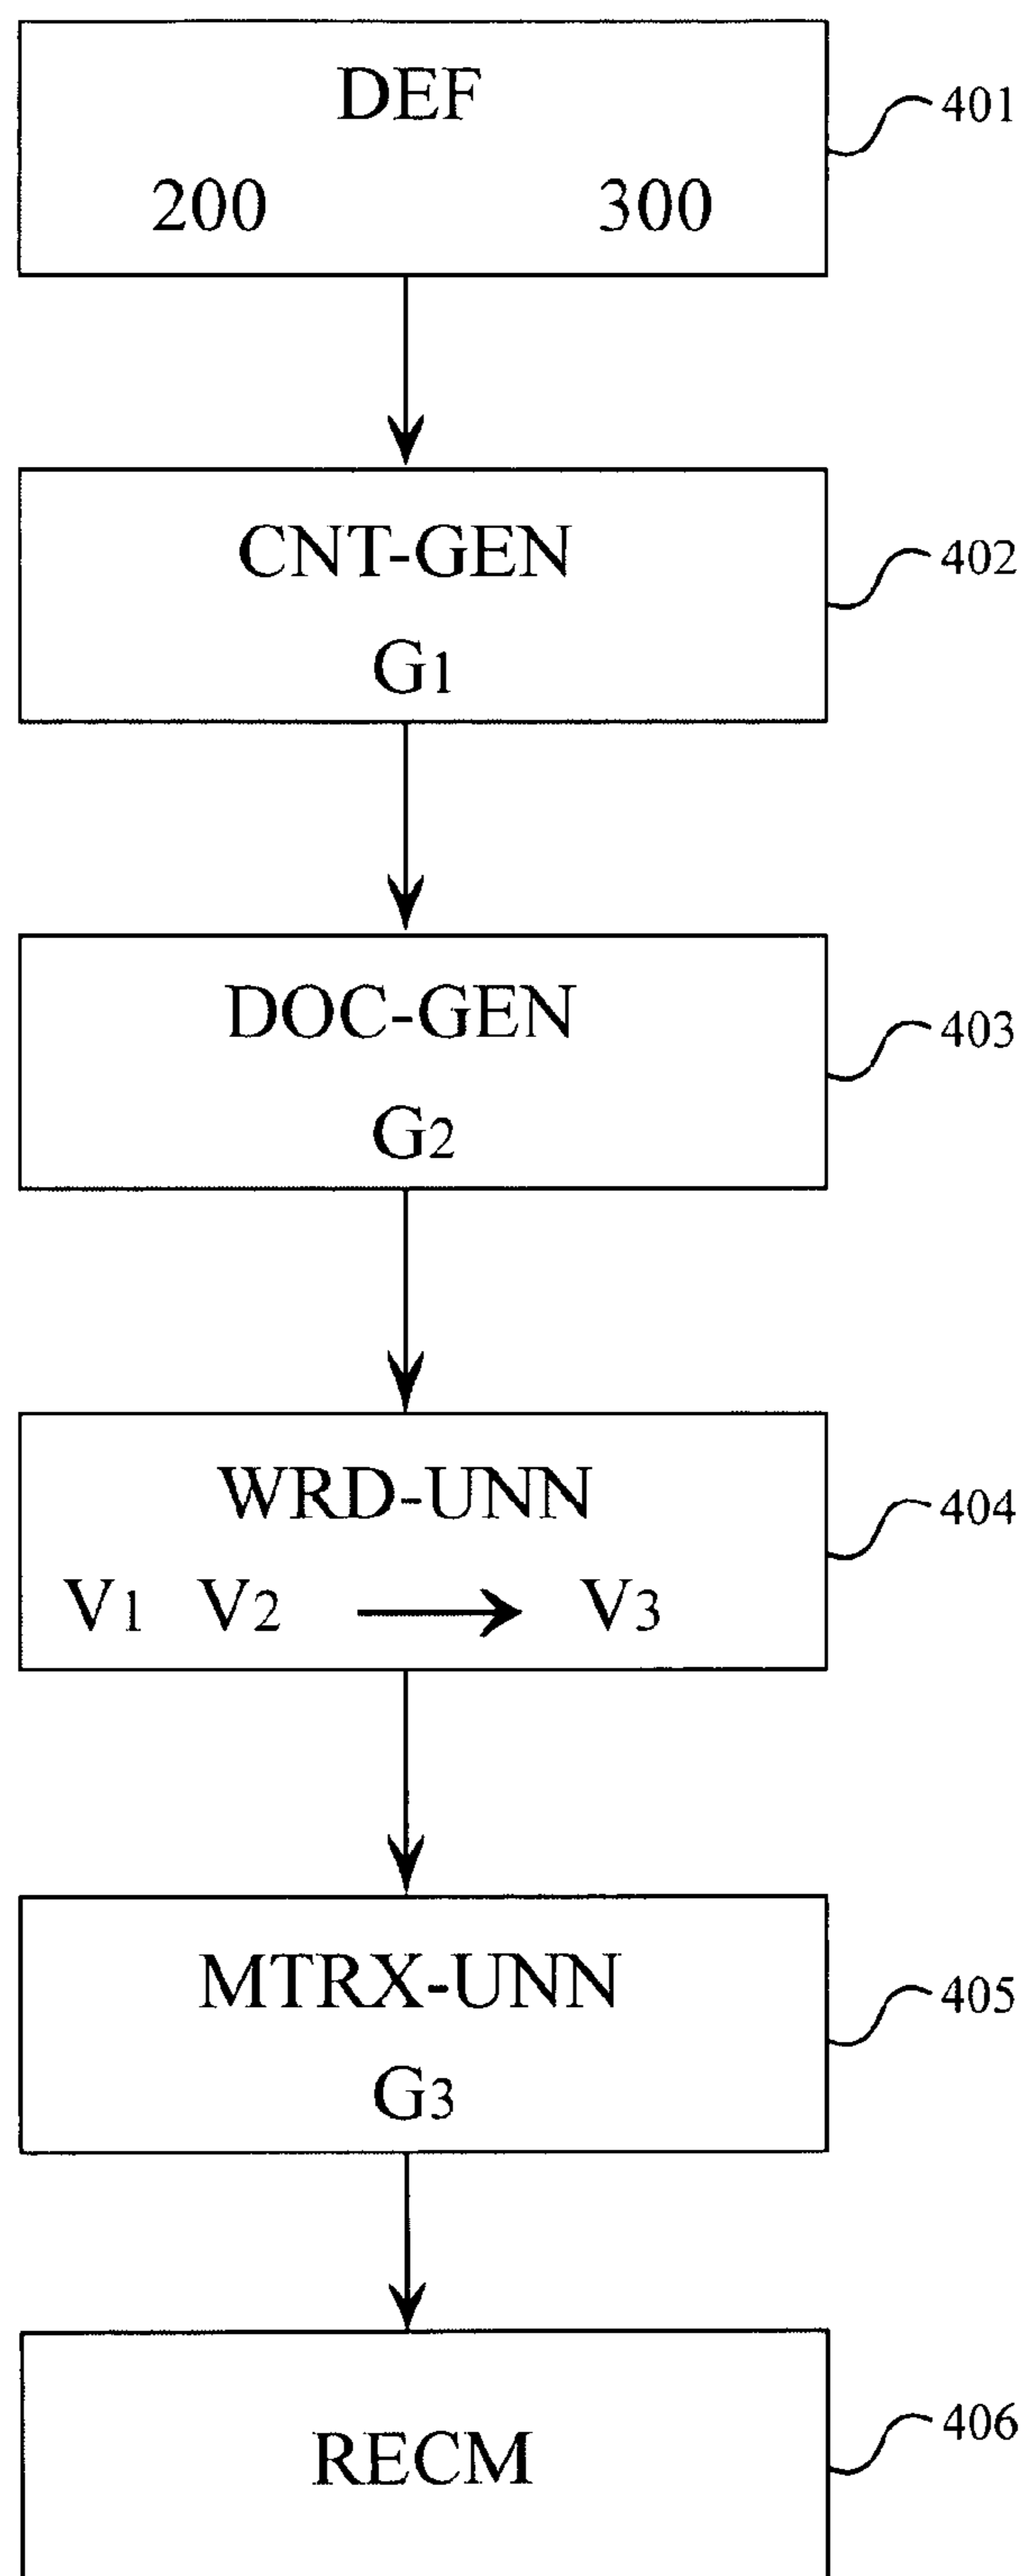 DEF
401
200 300
CNT-GEN
402
G1
DOC-GEN
403
G2
WRD-UNN
404
V1 V2 → V3
MTRX-UNN
405
G3
RECM
406